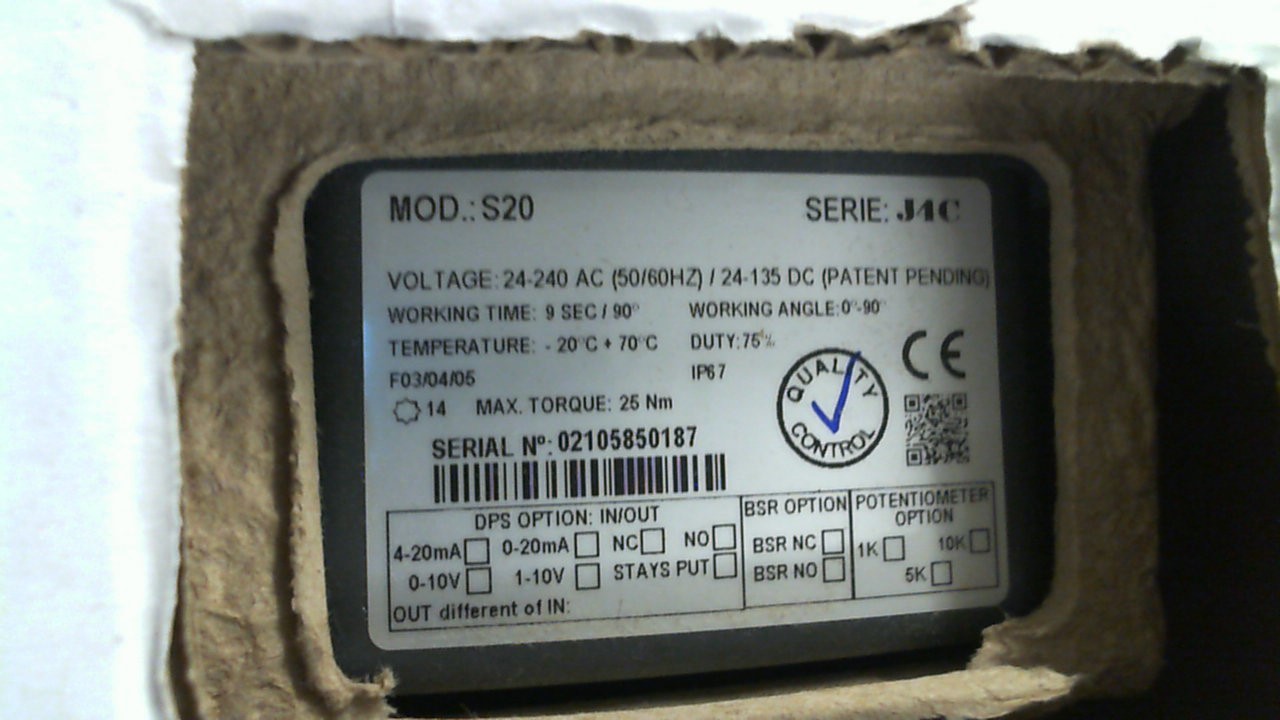 MOD.: S20 SERIE: J4C
VOLTAGE: 24-240 AC (50/60HZ) / 24-135 DC (PATENT PENDING)
WORKING TIME: 9 SEC / 90° WORKING ANGLE:0°-90°
TEMPERATURE: - 20°C + 70°C DUTY:75%
F03/04/05 IP67
14 MAX. TORQUE: 25 Nm
QUALITY CONTROL
CE
SERIAL Nº: 02105850187
DPS OPTION: IN/OUT
4-20mA 0-20mA NC NO
0-10V 1-10V STAYS PUT
OUT different of IN:
BSR OPTION
BSR NC
BSR NO
POTENTIOMETER
OPTION
1K 10K
5K